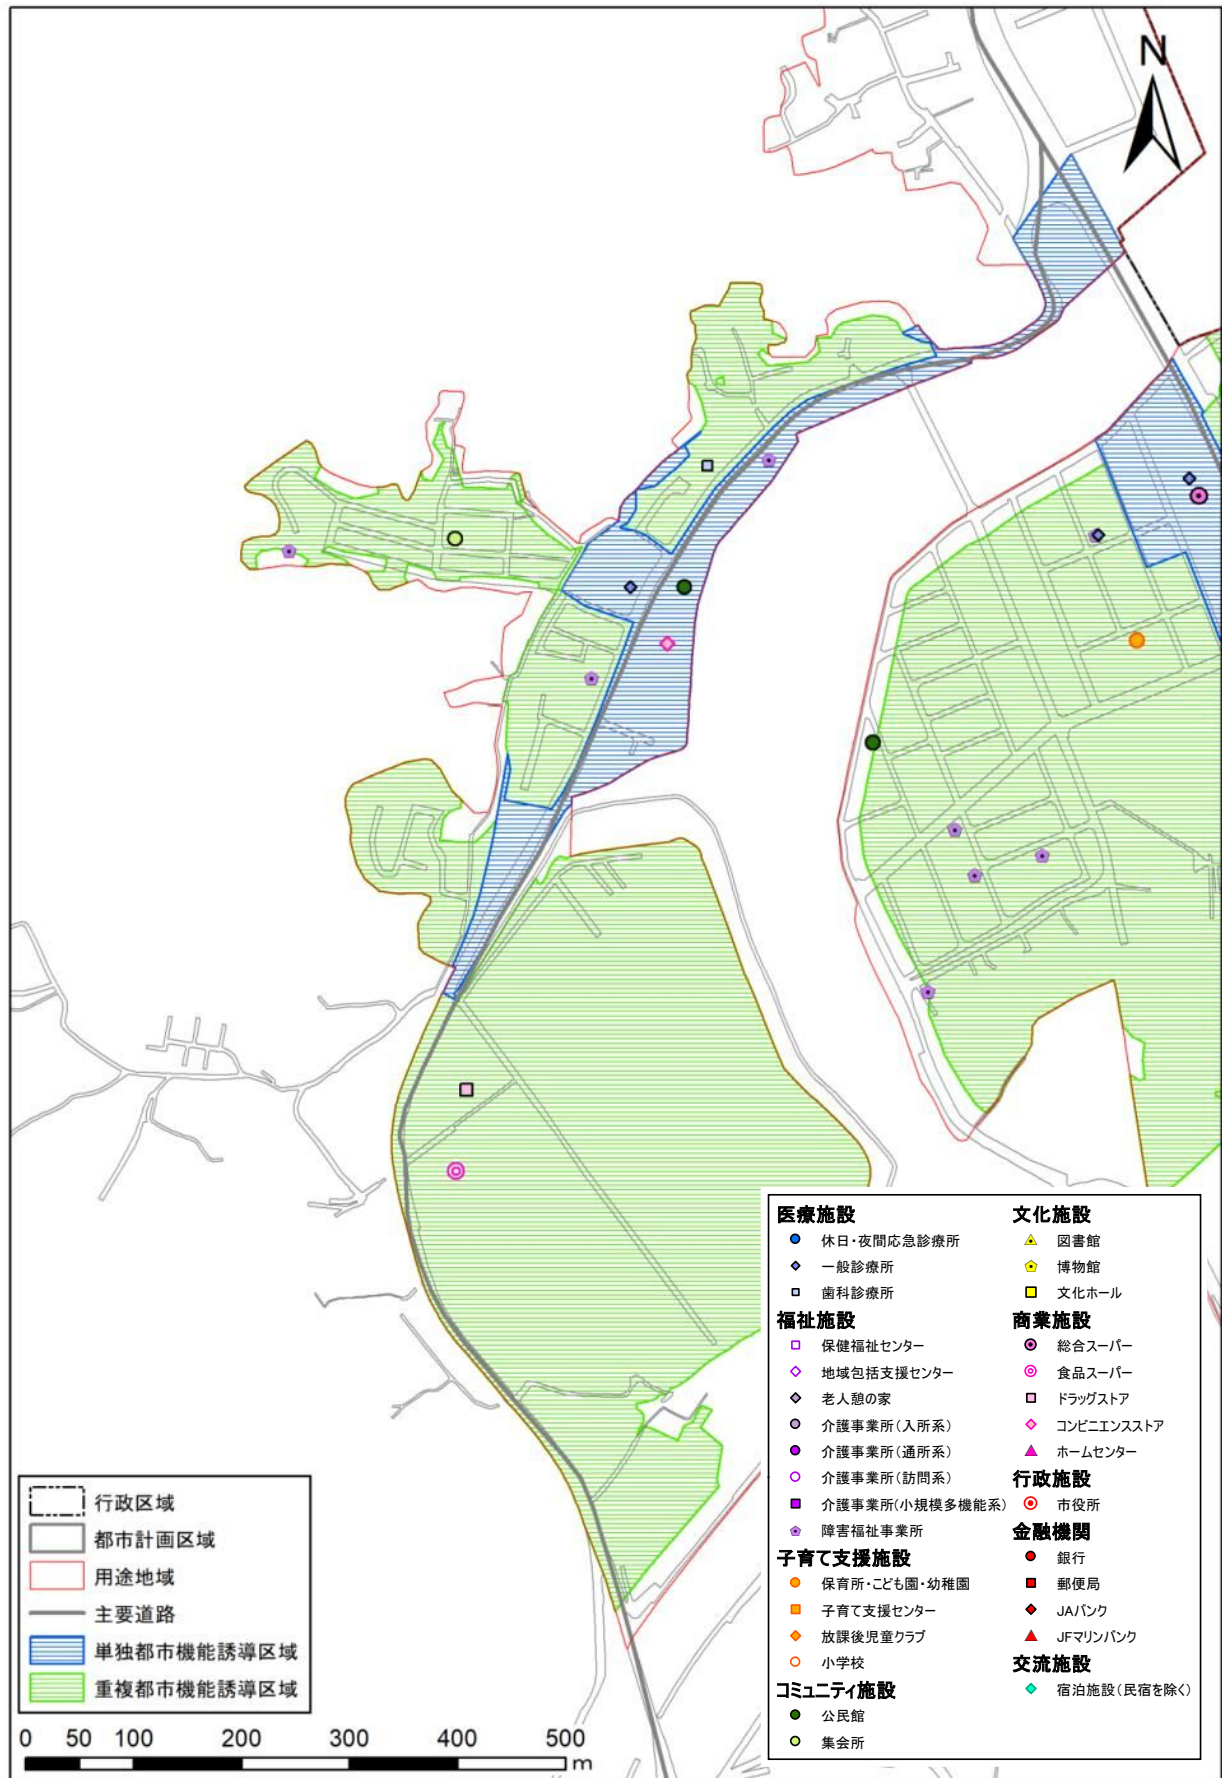 N
医療施設
休日・夜間応急診療所
一般診療所
歯科診療所
福祉施設
保健福祉センター
地域包括支援センター
老人憩の家
介護事業所(入所系)
介護事業所(通所系)
介護事業所(訪問系)
介護事業所(小規模多機能系)
障害福祉事業所
子育て支援施設
保育所・こども園・幼稚園
子育て支援センター
放課後児童クラブ
小学校
コミュニティ施設
公民館
集会所
文化施設
図書館
博物館
文化ホール
商業施設
総合スーパー
食品スーパー
ドラッグストア
コンビニエンスストア
ホームセンター
行政施設
市役所
金融機関
銀行
郵便局
JAバンク
JFマリンバンク
交流施設
宿泊施設(民宿を除く)
行政区域
都市計画区域
用途地域
主要道路
単独都市機能誘導区域
重複都市機能誘導区域
0 50 100 200 300 400 500
m